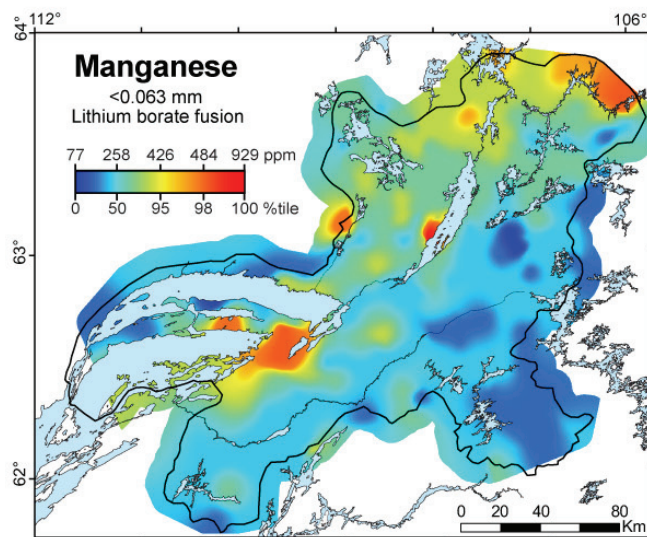 112°
106°
64°
Manganese
<0.063 mm
Lithium borate fusion
77 258 426 484 929 ppm
0 50 95 98 100 %tile
63°
62°
0 20 40 60 80
Km